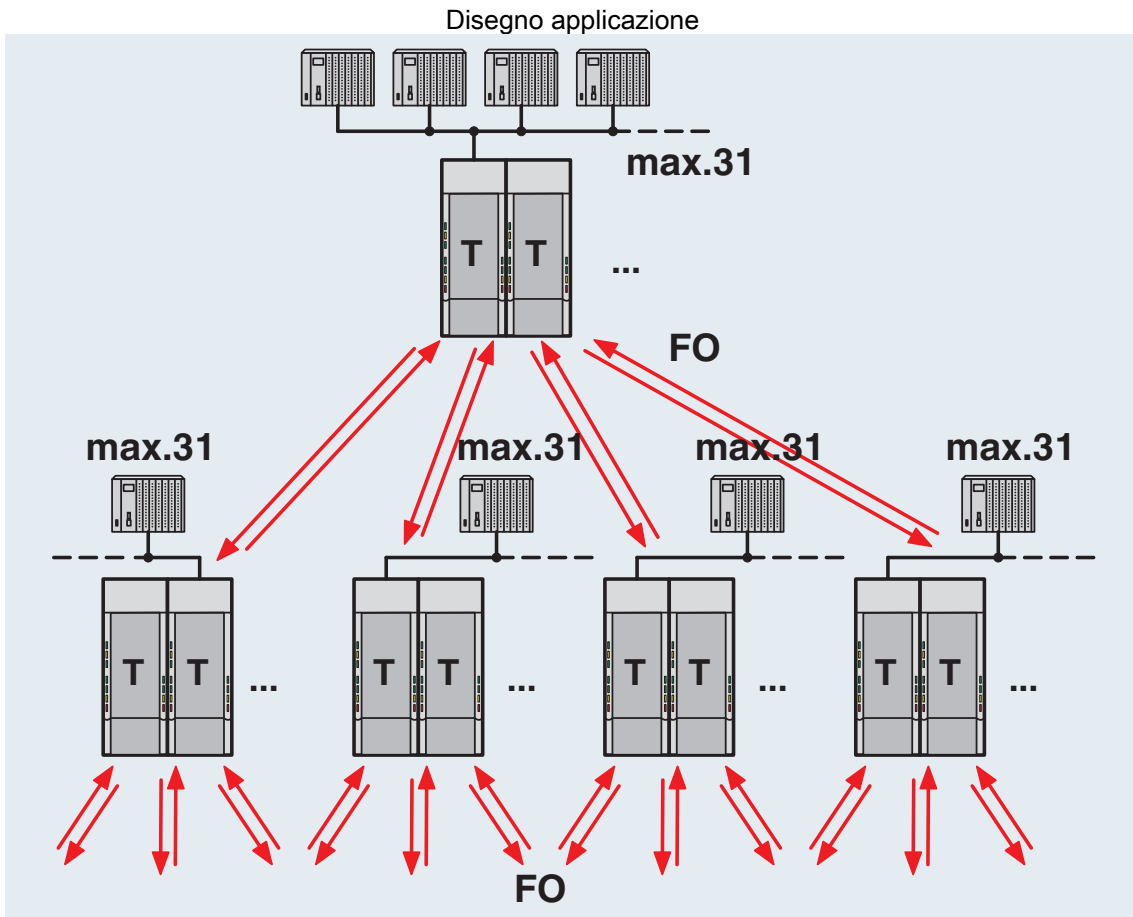 Disegno applicazione
max.31
T T ...
FO
max.31 max.31 max.31 max.31
T T ... T T ... T T ... T T ...
FO